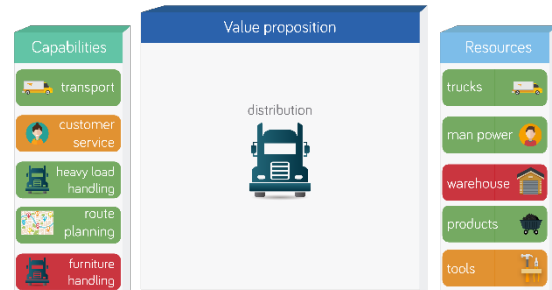 Value proposition
Capabilities
transport
customer
service
heavy load
handling
route
planning
furniture
handling
distribution
Resources
trucks
man power
warehouse
products
tools